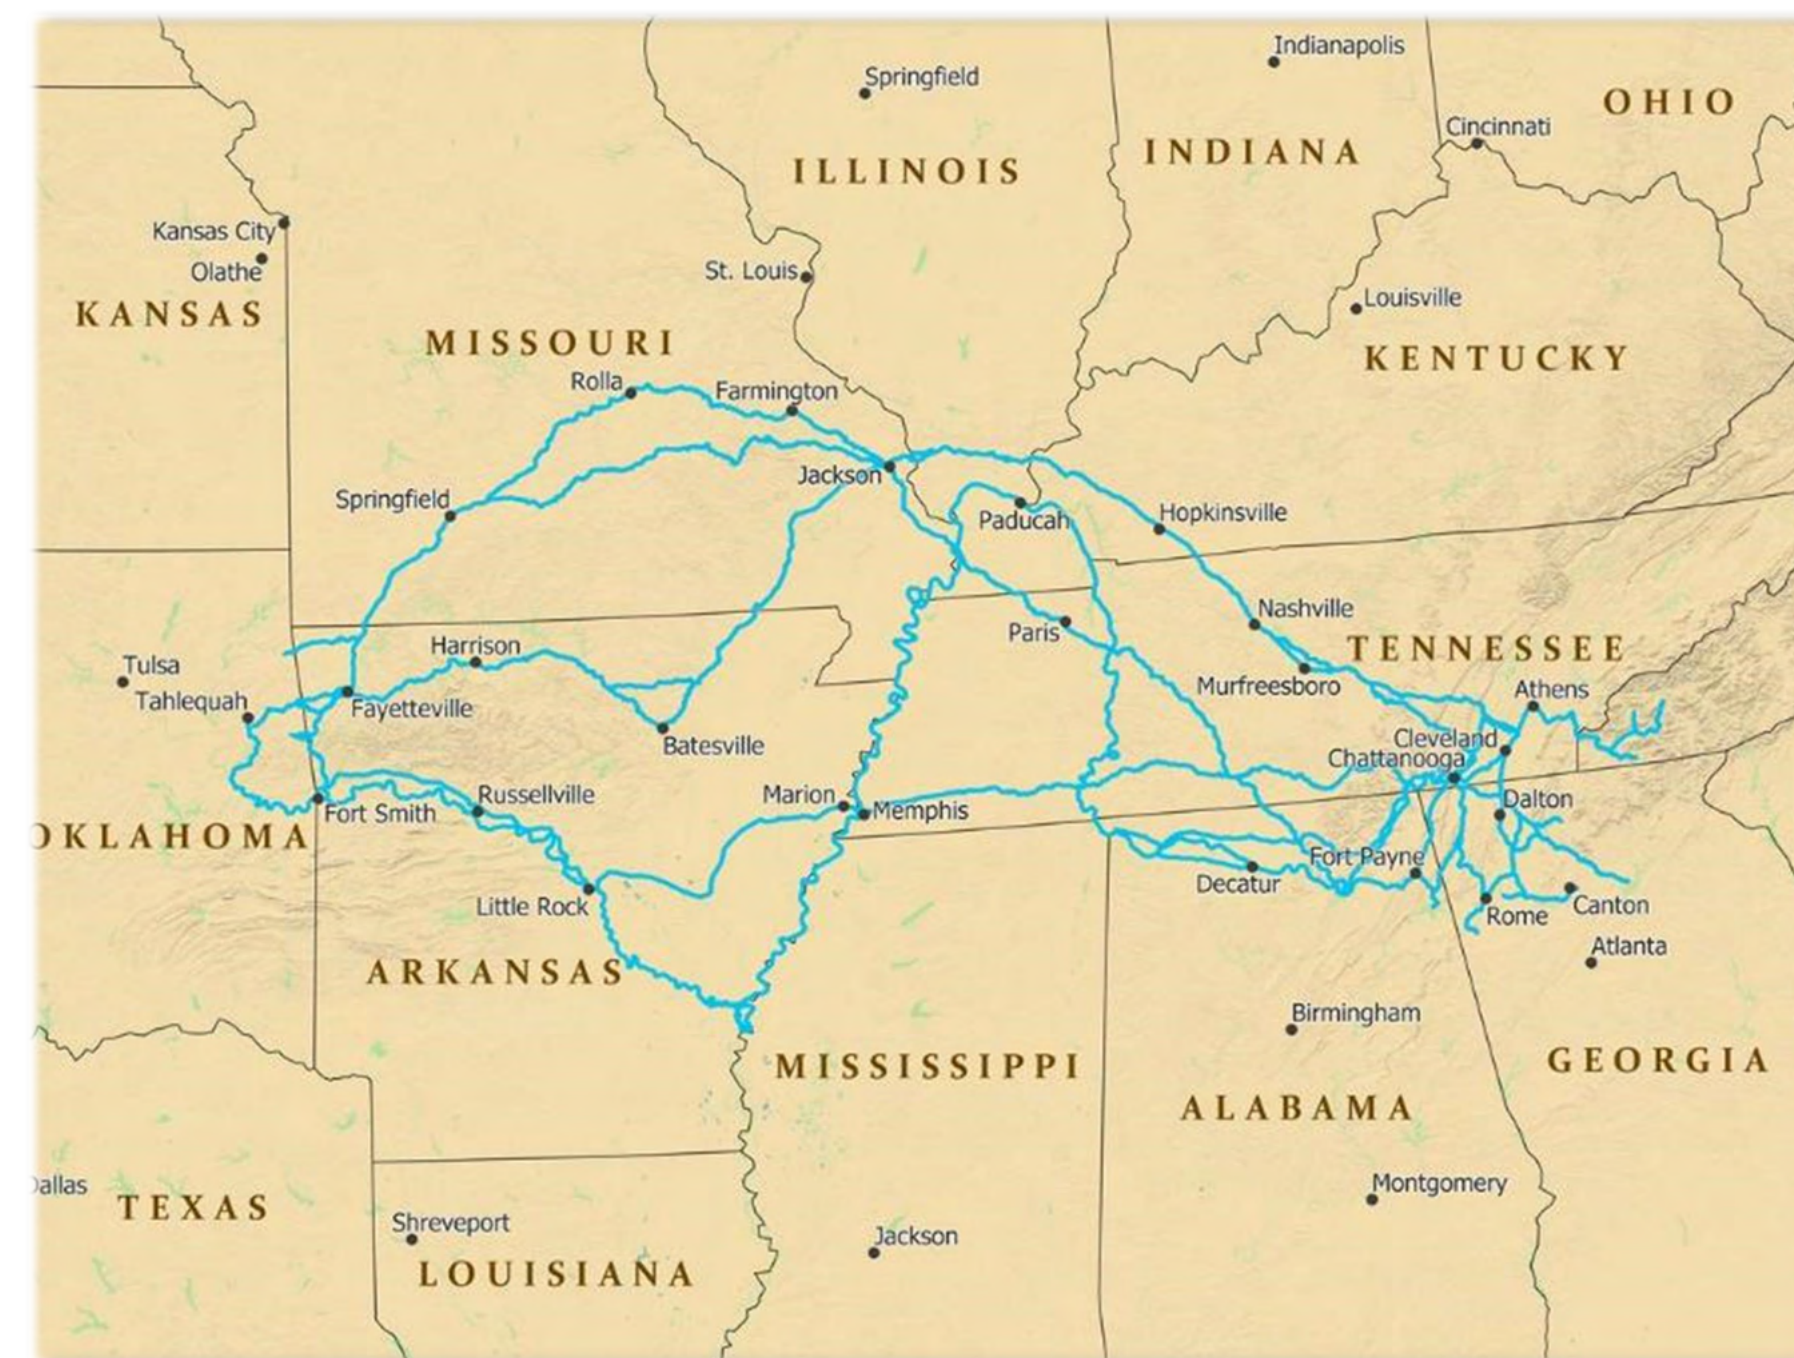 Indianapolis
Springfield
OHIO
Cincinnati
INDIANA
ILLINOIS
Kansas City
Olathe
St. Louis
Louisville
KANSAS
MISSOURI
KENTUCKY
Rolla
Farmington
Jackson
Springfield
Hopkinsville
Paducah
Nashville
Paris
Harrison
TENNESSEE
Tulsa
Tahlequah
Murfreesboro
Athens
Fayetteville
Batesville
Cleveland
Chattanooga
Russellville
Marion
Memphis
Dalton
Fort Smith
OKLAHOMA
Fort Payne
Decatur
Little Rock
Canton
Rome
Atlanta
ARKANSAS
Birmingham
MISSISSIPPI
GEORGIA
ALABAMA
Dallas
Montgomery
TEXAS
Shreveport
Jackson
LOUISIANA